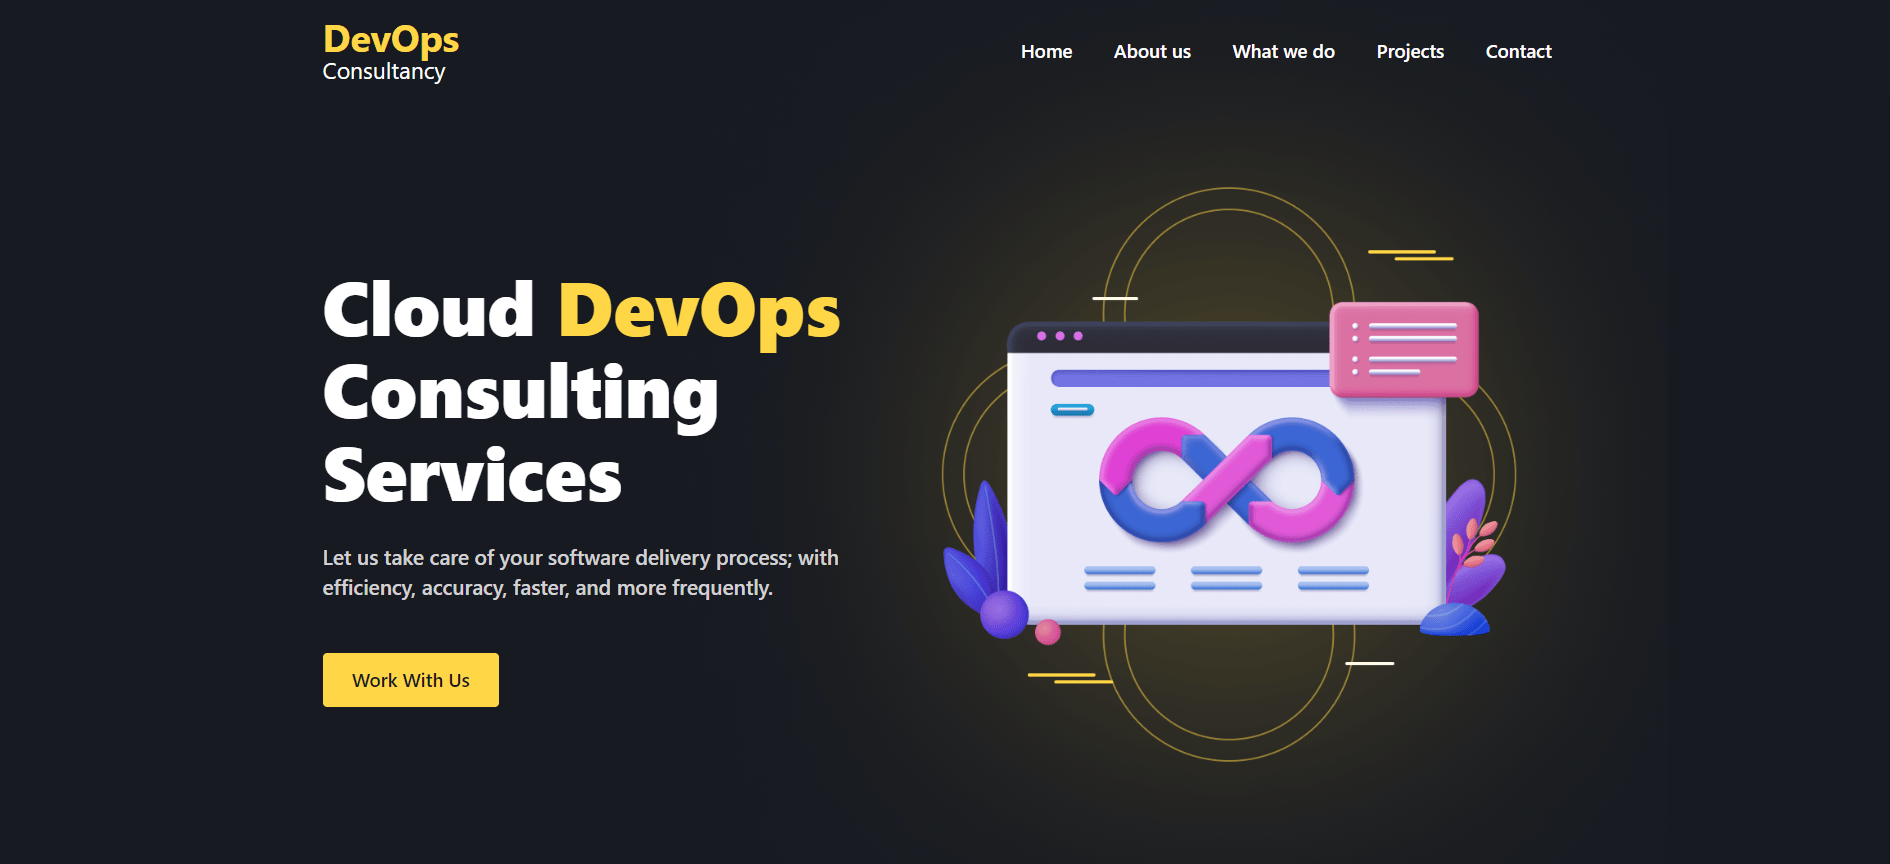 DevOps
Consultancy
Home About us What we do Projects Contact
Cloud DevOps
Consulting
Services
Let us take care of your software delivery process; with
efficiency, accuracy, faster, and more frequently.
Work With Us